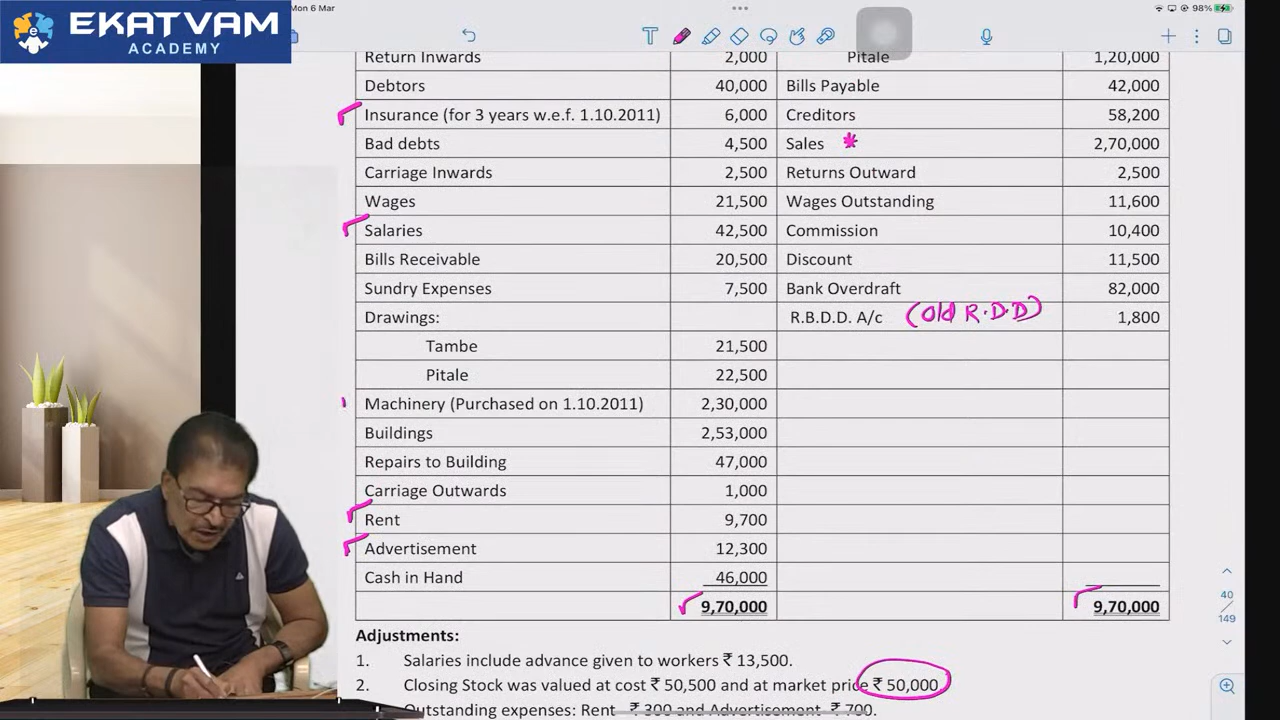 EKATVAM
ACADEMY
Mon 6 Mar
98%
Return Inwards 2,000 Pitale 1,20,000
Debtors 40,000 Bills Payable 42,000
Insurance (for 3 years w.e.f. 1.10.2011) 6,000 Creditors 58,200
Bad debts 4,500 Sales * 2,70,000
Carriage Inwards 2,500 Returns Outward 2,500
Wages 21,500 Wages Outstanding 11,600
Salaries 42,500 Commission 10,400
Bills Receivable 20,500 Discount 11,500
Sundry Expenses 7,500 Bank Overdraft 82,000
Drawings: R.B.D.D. A/c (Old R.D.D) 1,800
Tambe 21,500
Pitale 22,500
Machinery (Purchased on 1.10.2011) 2,30,000
Buildings 2,53,000
Repairs to Building 47,000
Carriage Outwards 1,000
Rent 9,700
Advertisement 12,300
Cash in Hand 46,000
9,70,000 9,70,000
Adjustments:
1. Salaries include advance given to workers ₹ 13,500.
2. Closing Stock was valued at cost ₹ 50,500 and at market price ₹ 50,000
Outstanding expenses: Rent ₹ 300 and Advertisement ₹ 700.
40
149